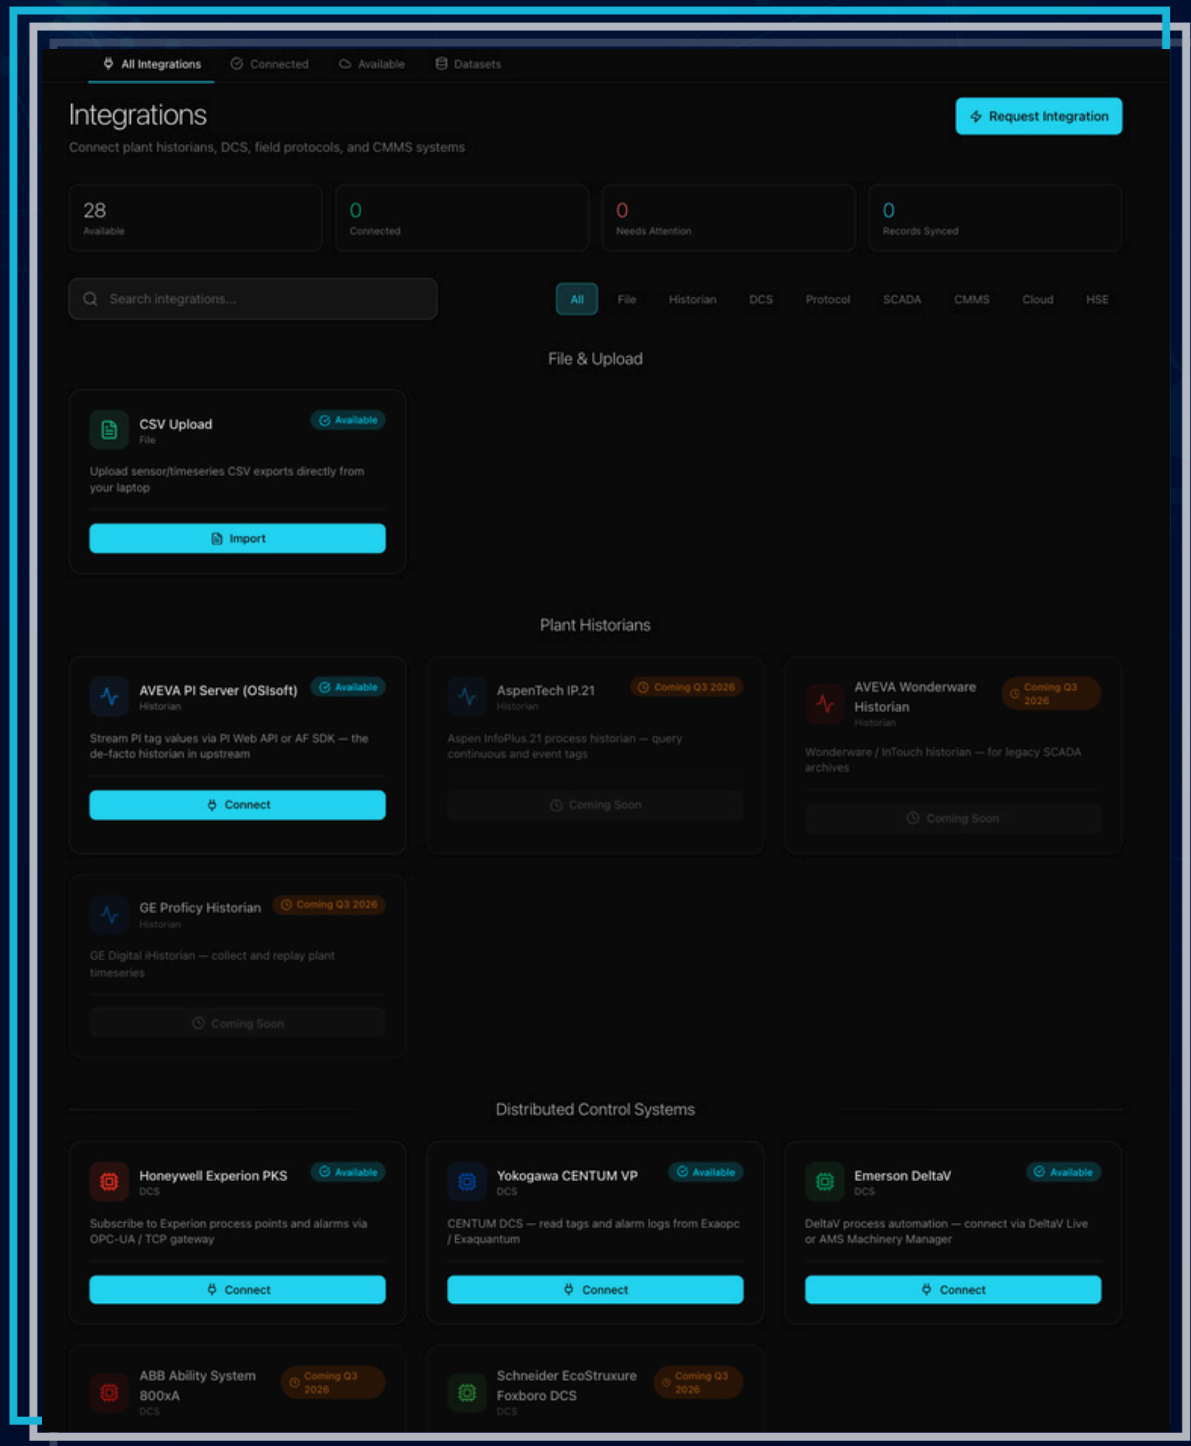 All Integrations
Connected
Available
Datasets
Integrations
Request Integration
Connect plant historians, DCS, field protocols, and CMMS systems
28
Available
0
Connected
0
Needs Attention
0
Records Synced
Search integrations...
All
File
Historian
DCS
Protocol
SCADA
CMMS
Cloud
HSE
File & Upload
CSV Upload
Available
File
Upload sensor/timeseries CSV exports directly from
your laptop
Import
Plant Historians
AVEVA PI Server (OSIsoft)
Available
Historian
Stream PI tag values via PI Web API or AF SDK — the
de-facto historian in upstream
Connect
AspenTech IP.21
Coming Q3 2026
Historian
Aspen InfoPlus.21 process historian — query
continuous and event tags
Coming Soon
AVEVA Wonderware
Historian
Coming Q3
2026
Historian
Wonderware / InTouch historian — for legacy SCADA
archives
Coming Soon
GE Proficy Historian
Coming Q3 2026
Historian
GE Digital iHistorian — collect and replay plant
timeseries
Coming Soon
Distributed Control Systems
Honeywell Experion PKS
Available
DCS
Subscribe to Experion process points and alarms via
OPC-UA / TCP gateway
Connect
Yokogawa CENTUM VP
Available
DCS
CENTUM DCS — read tags and alarm logs from Exaopc
/ Exaquantum
Connect
Emerson DeltaV
Available
DCS
DeltaV process automation — connect via DeltaV Live
or AMS Machinery Manager
Connect
ABB Ability System
800xA
Coming Q3
2026
DCS
Schneider EcoStruxure
Foxboro DCS
Coming Q3
2026
DCS